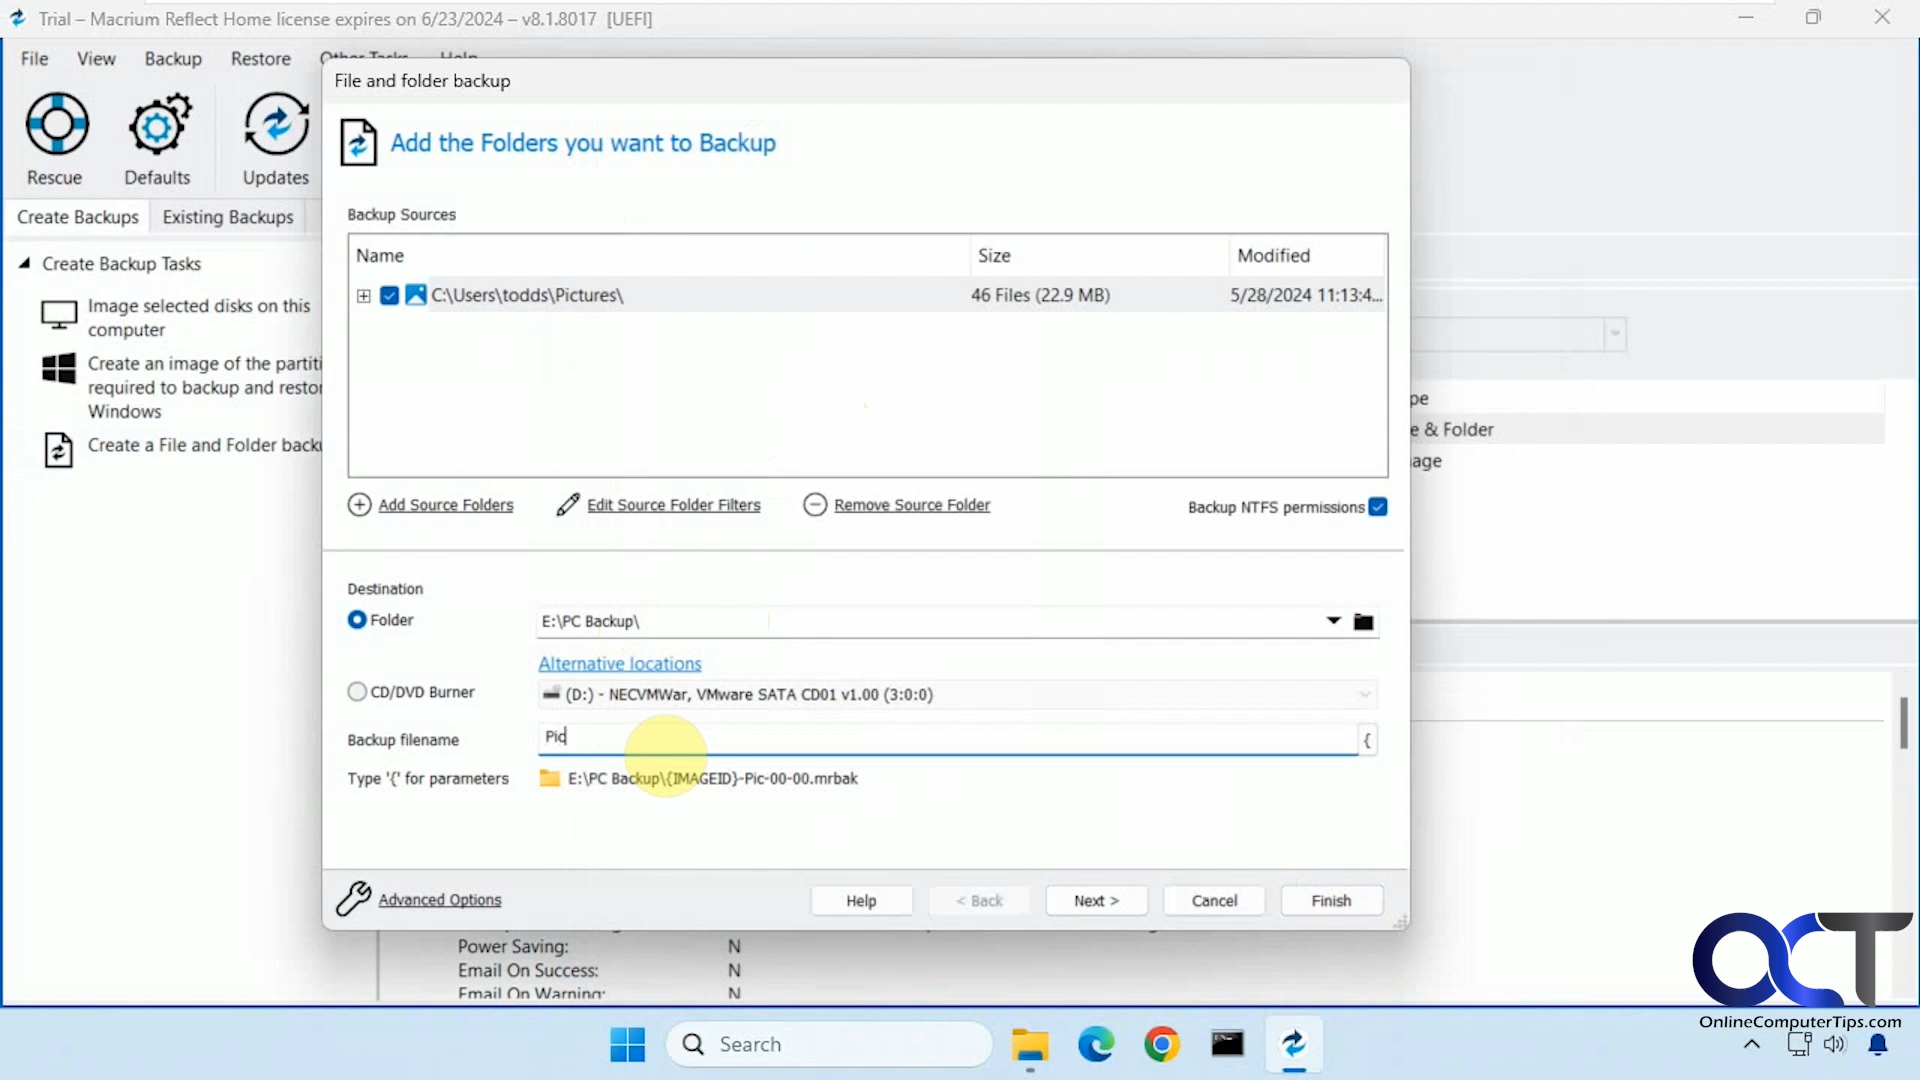 Trial – Macrium Reflect Home license expires on 6/23/2024 – v8.1.8017 [UEFI]
File View Backup Restore Other Tasks Help
File and folder backup
Add the Folders you want to Backup
Rescue Defaults Updates
Create Backups Existing Backups
Create Backup Tasks
Image selected disks on this
computer
Create an image of the partiti
required to backup and restor
Windows
Create a File and Folder backu
Backup Sources
Name Size Modified
C:\Users\todds\Pictures\ 46 Files (22.9 MB) 5/28/2024 11:13:4...
pe
e & Folder
age
Add Source Folders Edit Source Folder Filters Remove Source Folder Backup NTFS permissions
Destination
Folder E:\PC Backup\
Alternative locations
CD/DVD Burner (D:) - NECVMWar, VMware SATA CD01 v1.00 (3:0:0)
Backup filename Pic {
Type '{' for parameters E:\PC Backup\{IMAGEID}-Pic-00-00.mrbak
Advanced Options Help < Back Next > Cancel Finish
Power Saving: N
Email On Success: N
Email On Warning: N
OCT
OnlineComputerTips.com
Search